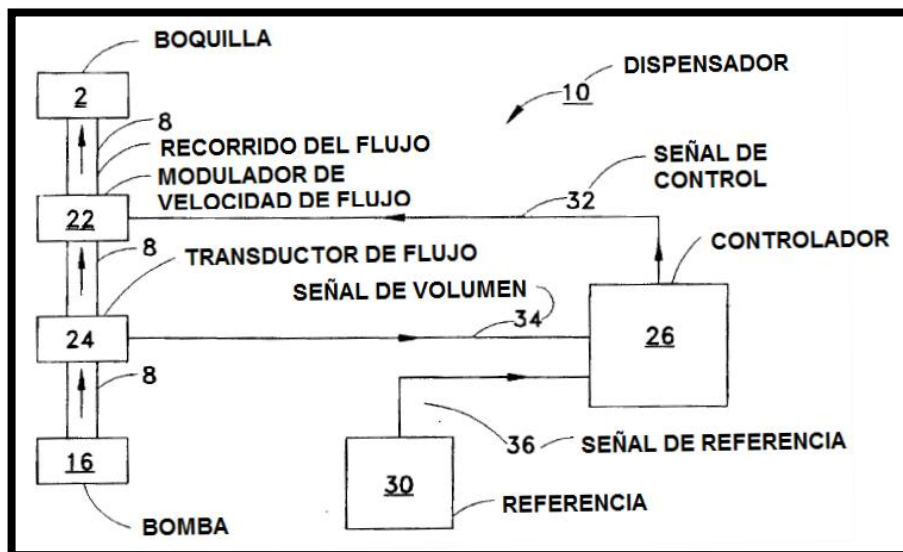 BOQUILLA
2
DISPENSADOR
10
8
RECORRIDO DEL FLUJO
MODULADOR DE
VELOCIDAD DE FLUJO
SEÑAL DE
CONTROL
32
22
8
TRANSDUCTOR DE FLUJO
CONTROLADOR
SEÑAL DE VOLUMEN
34
24
26
8
36
SEÑAL DE REFERENCIA
16
30
REFERENCIA
BOMBA